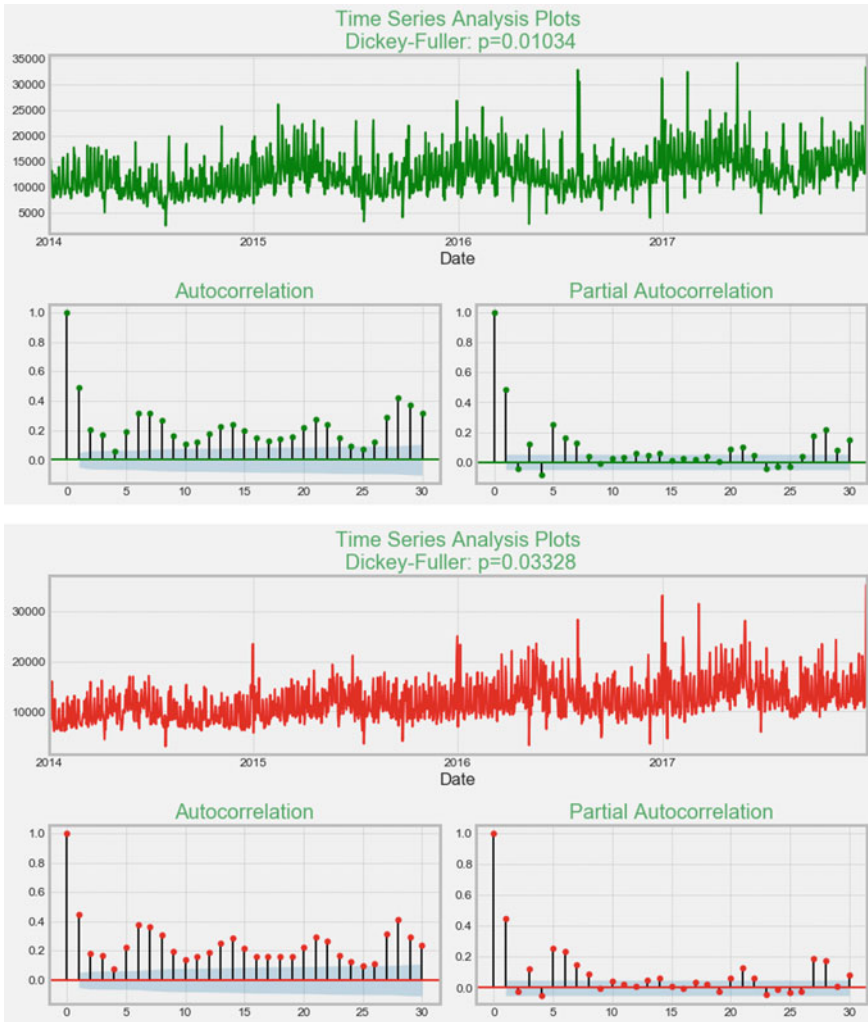 Time Series Analysis Plots
Dickey-Fuller: p=0.01034
35000
30000
25000
20000
15000
10000
5000
2014 2015 2016 2017
Date
Autocorrelation
1.0
0.8
0.6
0.4
0.2
0.0
0 5 10 15 20 25 30
Partial Autocorrelation
1.0
0.8
0.6
0.4
0.2
0.0
0 5 10 15 20 25 30
Time Series Analysis Plots
Dickey-Fuller: p=0.03328
30000
20000
10000
2014 2015 2016 2017
Date
Autocorrelation
1.0
0.8
0.6
0.4
0.2
0.0
0 5 10 15 20 25 30
Partial Autocorrelation
1.0
0.8
0.6
0.4
0.2
0.0
0 5 10 15 20 25 30